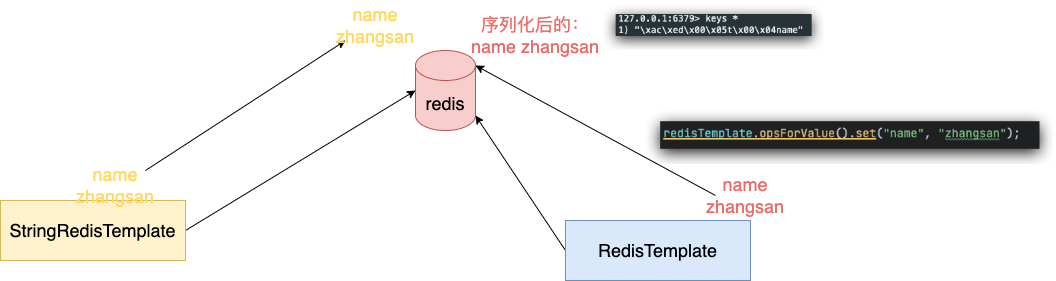 name
zhangsan
序列化后的：
name zhangsan
127.0.0.1:6379> keys *
1) "\xac\xed\x00\x05t\x00\x04name"
redis
redisTemplate.opsForValue().set("name", "zhangsan");
name
zhangsan
StringRedisTemplate
name
zhangsan
RedisTemplate